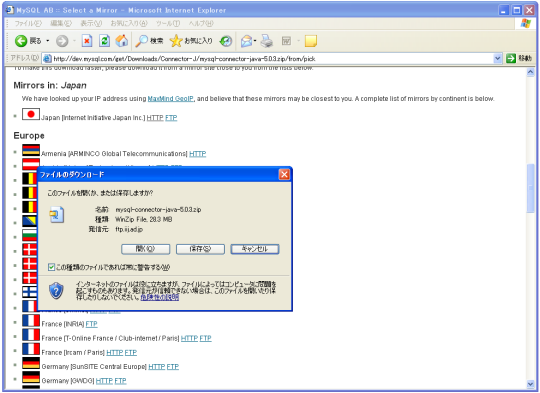 MySQL AB :: Select a Mirror - Microsoft Internet Explorer
ファイル(F) 編集(E) 表示(V) お気に入り(A) ツール(T) ヘルプ(H)
戻る 検索 お気に入り
アドレス(D) http://dev.mysql.com/get/Downloads/Connector-J/mysql-connector-java-5.0.3.zip/from/pick 移動
To make this download faster, please download it from a mirror site close to you from the lists below.
Mirrors in: Japan
We have looked up your IP address using MaxMind GeoIP, and believe that these mirrors may be closest to you. A complete list of mirrors by continent is below.
Japan [Internet Initiative Japan Inc.] HTTP FTP
Europe
Armenia [ARMINCO Global Telecommunications] HTTP
ファイルのダウンロード
このファイルを開くか、または保存しますか?
名前: mysql-connector-java-5.0.3.zip
種類: WinZip File, 28.3 MB
発信元: ftp.iij.ad.jp
開く(O) 保存(S) キャンセル
この種類のファイルであれば常に警告する(W)
インターネットのファイルは役に立ちますが、ファイルによってはコンピュータに問題を
起こすものもあります。発信元が信頼できない場合は、このファイルを開いたり保
存したりしないでください。危険性の説明
France [INRIA] FTP
France [T-Online France / Club-internet / Paris] HTTP FTP
France [Ircam / Paris] HTTP FTP
Germany [SunSITE Central Europe] HTTP FTP
Germany [GWDG] HTTP FTP